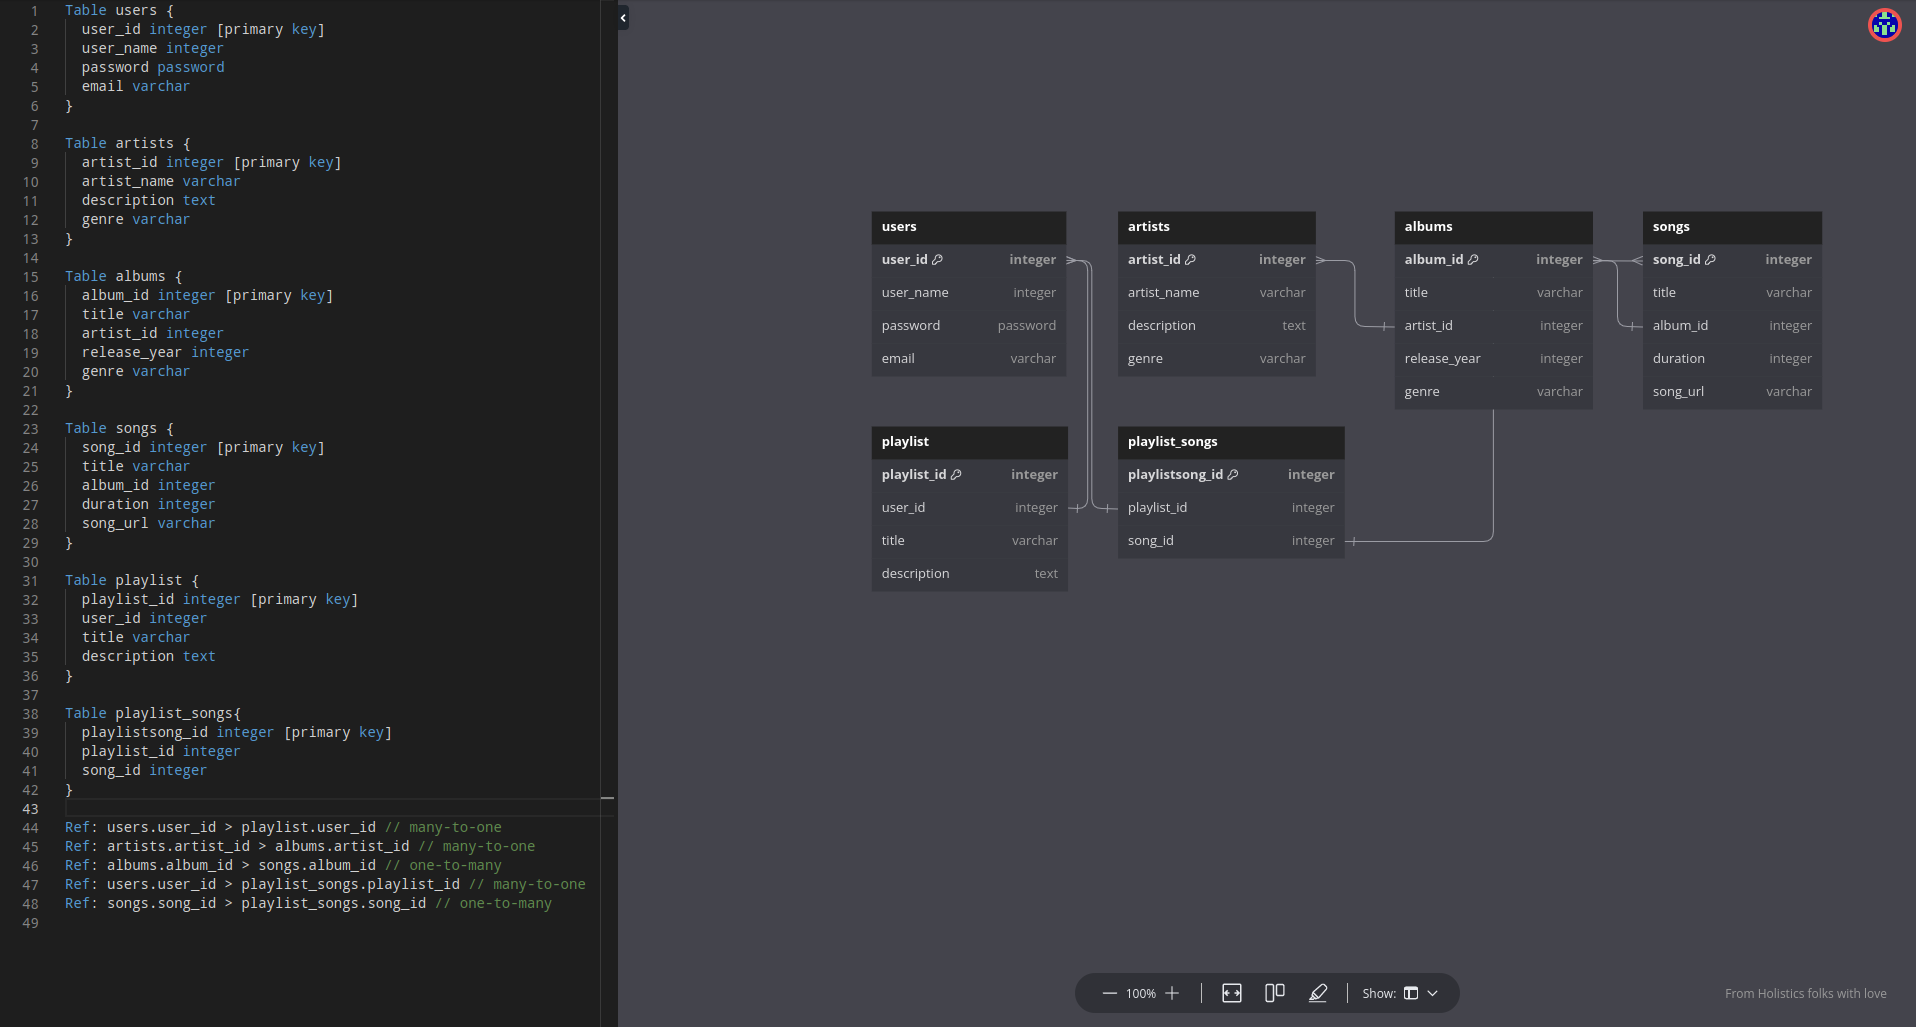 1 Table users {
2 user_id integer [primary key]
3 user_name integer
4 password password
5 email varchar
6 }
7
8 Table artists {
9 artist_id integer [primary key]
10 artist_name varchar
11 description text
12 genre varchar
13 }
14
15 Table albums {
16 album_id integer [primary key]
17 title varchar
18 artist_id integer
19 release_year integer
20 genre varchar
21 }
22
23 Table songs {
24 song_id integer [primary key]
25 title varchar
26 album_id integer
27 duration integer
28 song_url varchar
29 }
30
31 Table playlist {
32 playlist_id integer [primary key]
33 user_id integer
34 title varchar
35 description text
36 }
37
38 Table playlist_songs{
39 playlistsong_id integer [primary key]
40 playlist_id integer
41 song_id integer
42 }
43
44 Ref: users.user_id > playlist.user_id // many-to-one
45 Ref: artists.artist_id > albums.artist_id // many-to-one
46 Ref: albums.album_id > songs.album_id // one-to-many
47 Ref: users.user_id > playlist_songs.playlist_id // many-to-one
48 Ref: songs.song_id > playlist_songs.song_id // one-to-many
49
users
user_id integer
user_name integer
password password
email varchar
artists
artist_id integer
artist_name varchar
description text
genre varchar
albums
album_id integer
title varchar
artist_id integer
release_year integer
genre varchar
songs
song_id integer
title varchar
album_id integer
duration integer
song_url varchar
playlist
playlist_id integer
user_id integer
title varchar
description text
playlist_songs
playlistsong_id integer
playlist_id integer
song_id integer
100%
Show:
From Holistics folks with love